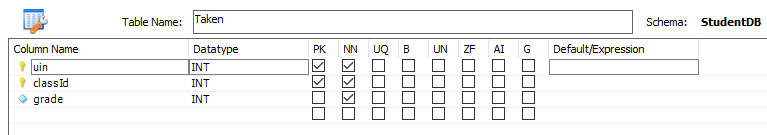 Table Name: Taken Schema: StudentDB
Column Name Datatype PK NN UQ B UN ZF AI G Default/Expression
uin INT
classId INT
grade INT